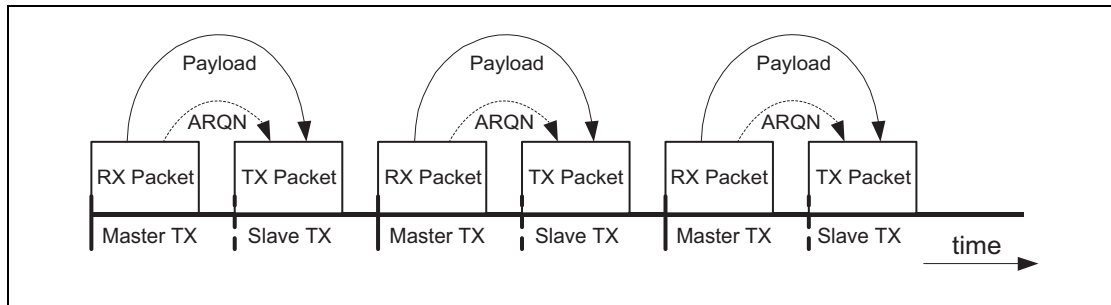 Payload Payload Payload
ARQN ARQN ARQN
RX Packet TX Packet RX Packet TX Packet RX Packet TX Packet
Master TX Slave TX Master TX Slave TX Master TX Slave TX
time